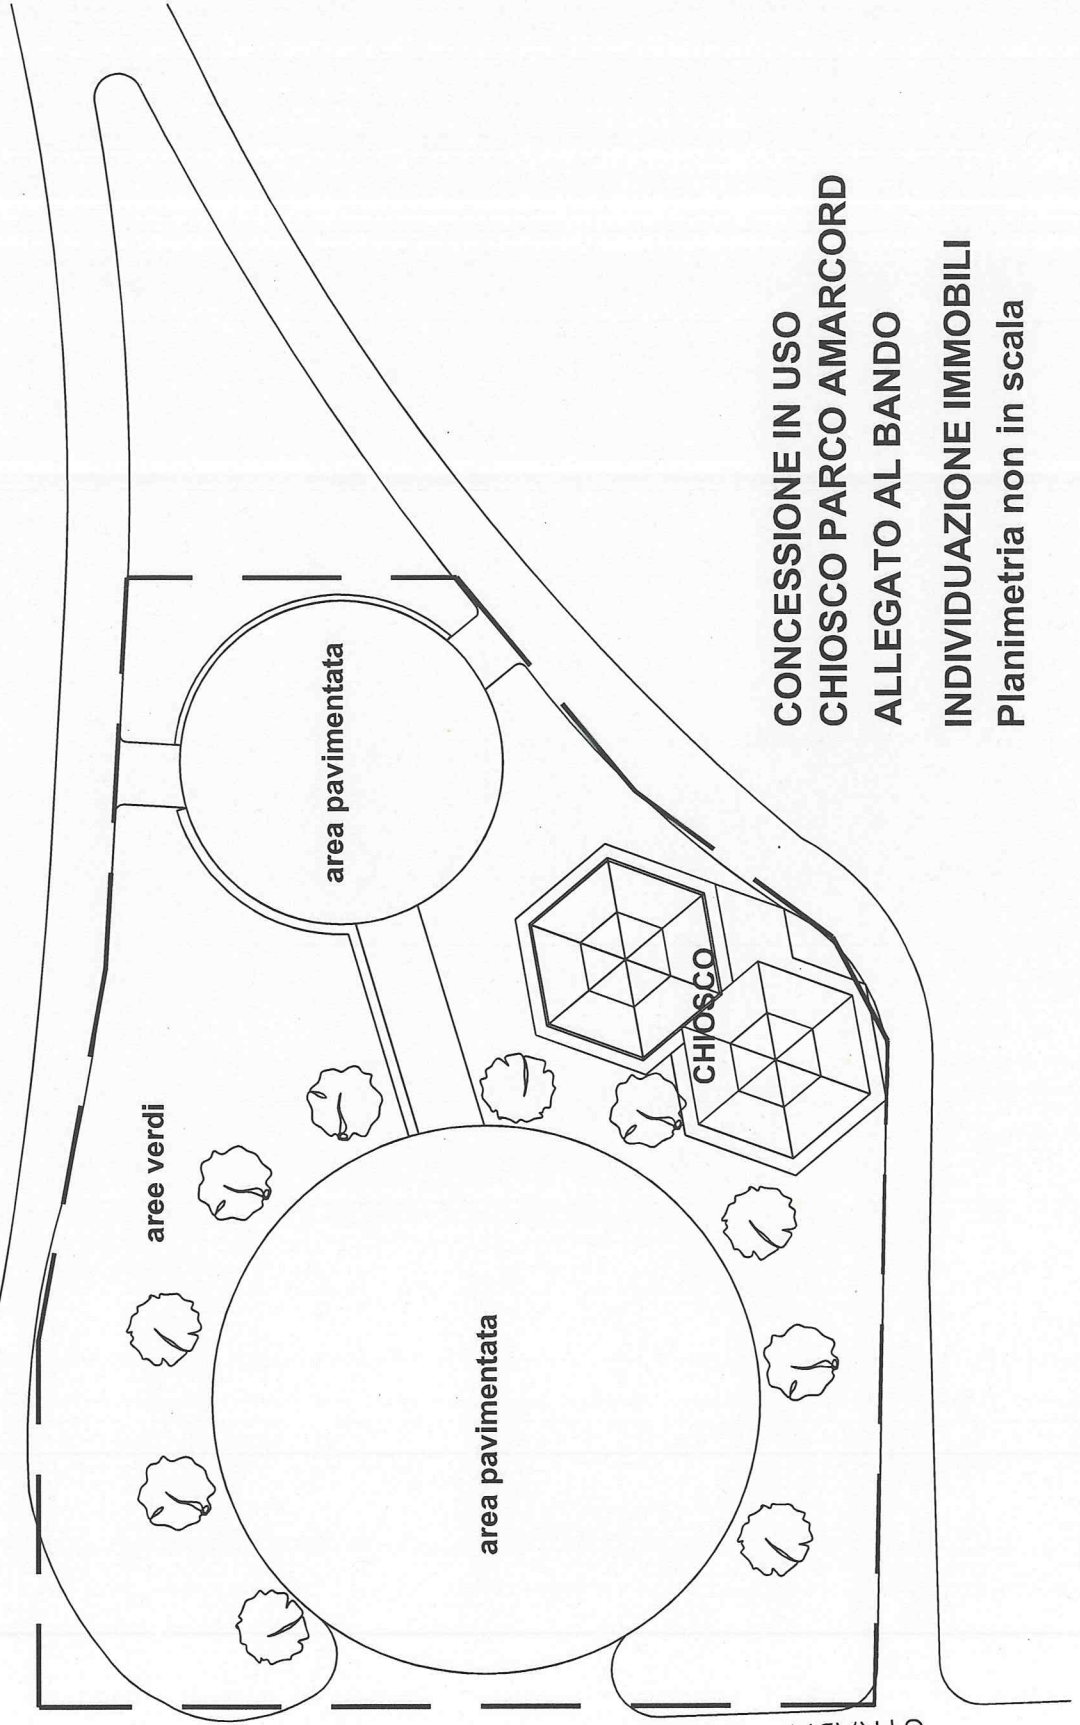 CONCESSIONE IN USO
CHIOSCO PARCO AMARCORD
ALLEGATO AL BANDO
INDIVIDUAZIONE IMMOBILI
Planimetria non in scala
aree verdi
area pavimentata
area pavimentata
CHIOSCO